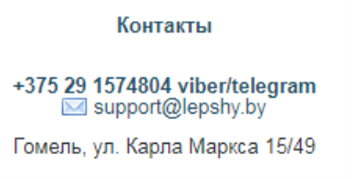 Контакты
+375 29 1574804 viber/telegram
support@lepshy.by
Гомель, ул. Карла Маркса 15/49